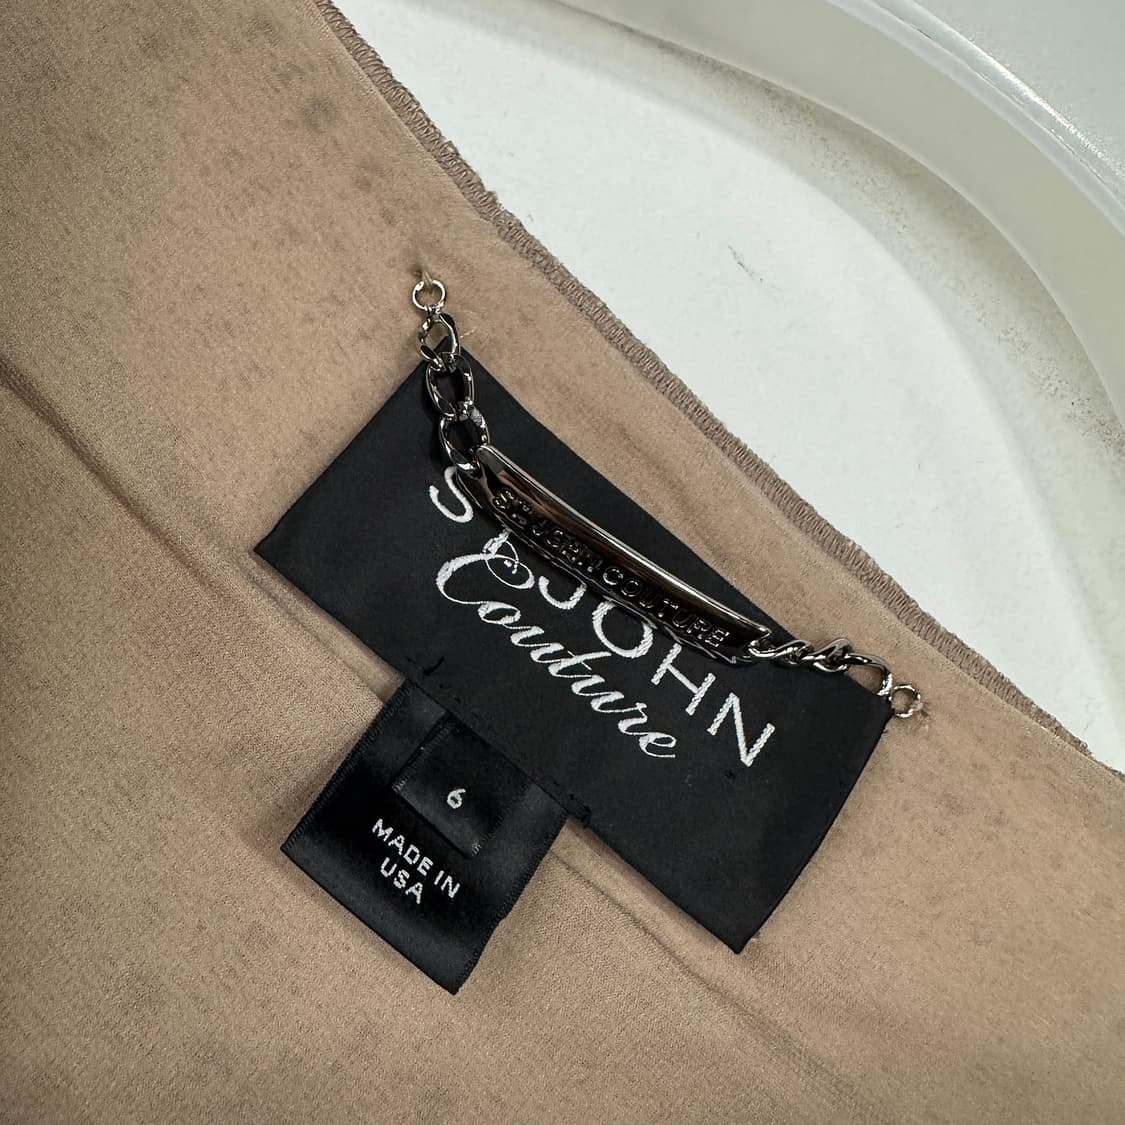 ST. JOHN COUTURE
ST. JOHN
Couture
6
MADE IN
USA